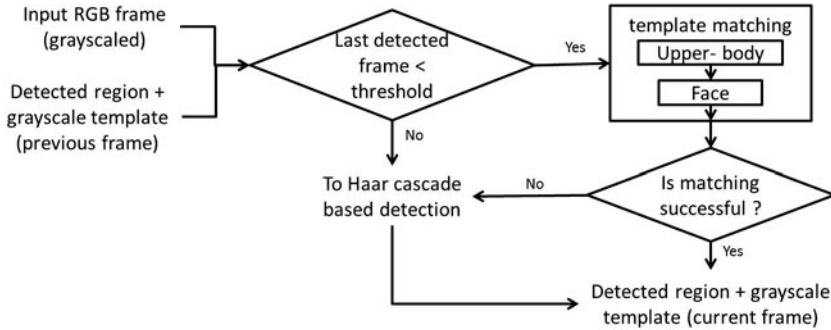 Input RGB frame
(grayscaled)
Detected region +
grayscale template
(previous frame)
Last detected
frame <
threshold
Yes
No
template matching
Upper- body
Face
Is matching
successful ?
No
Yes
To Haar cascade
based detection
Detected region + grayscale
template (current frame)